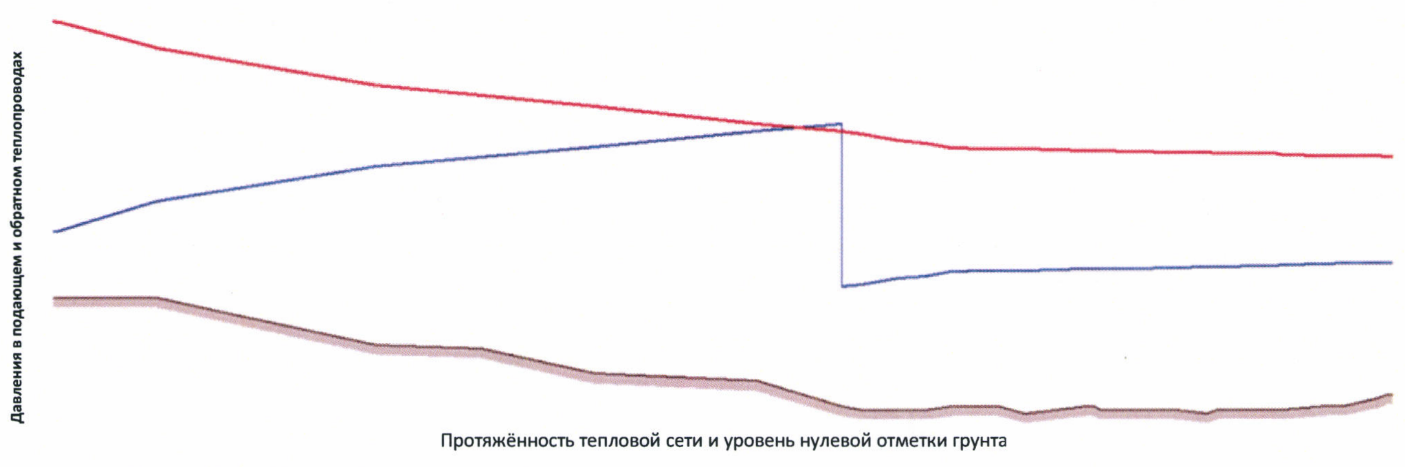 Давления в подающем и обратном теплопроводах
Протяжённость тепловой сети и уровень нулевой отметки грунта